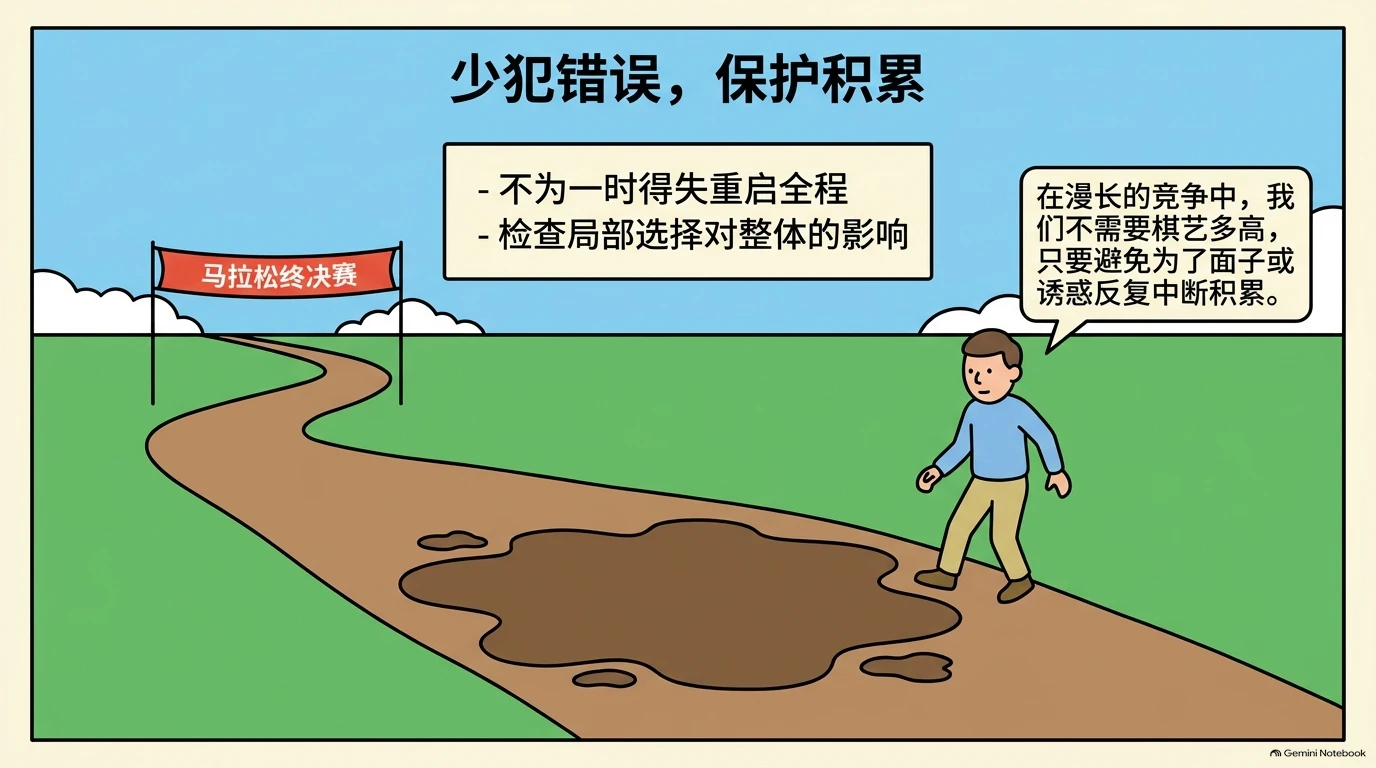 少犯错误，保护积累
- 不为一时得失重启全程
- 检查局部选择对整体的影响
在漫长的竞争中，我
们不需要棋艺多高，
只要避免为了面子或
诱惑反复中断积累。
马拉松终决赛
Gemini Notebook